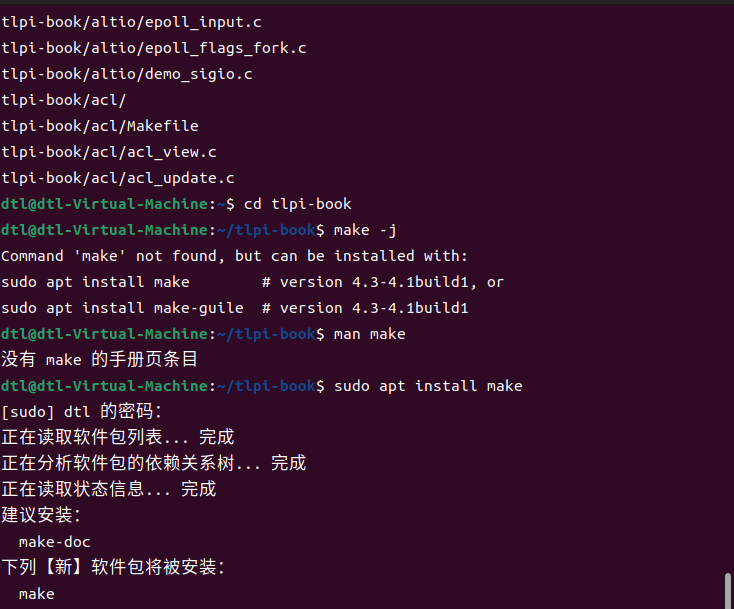 tlpi-book/altio/epoll_input.c
tlpi-book/altio/epoll_flags_fork.c
tlpi-book/altio/demo_sigio.c
tlpi-book/acl/
tlpi-book/acl/Makefile
tlpi-book/acl/acl_view.c
tlpi-book/acl/acl_update.c
dtl@dtl-Virtual-Machine:~$ cd tlpi-book
dtl@dtl-Virtual-Machine:~/tlpi-book$ make -j
Command 'make' not found, but can be installed with:
sudo apt install make        # version 4.3-4.1build1, or
sudo apt install make-guile  # version 4.3-4.1build1
dtl@dtl-Virtual-Machine:~/tlpi-book$ man make
没有 make 的手册页条目
dtl@dtl-Virtual-Machine:~/tlpi-book$ sudo apt install make
[sudo] dtl 的密码：
正在读取软件包列表... 完成
正在分析软件包的依赖关系树... 完成
正在读取状态信息... 完成
建议安装：
  make-doc
下列【新】软件包将被安装：
  make